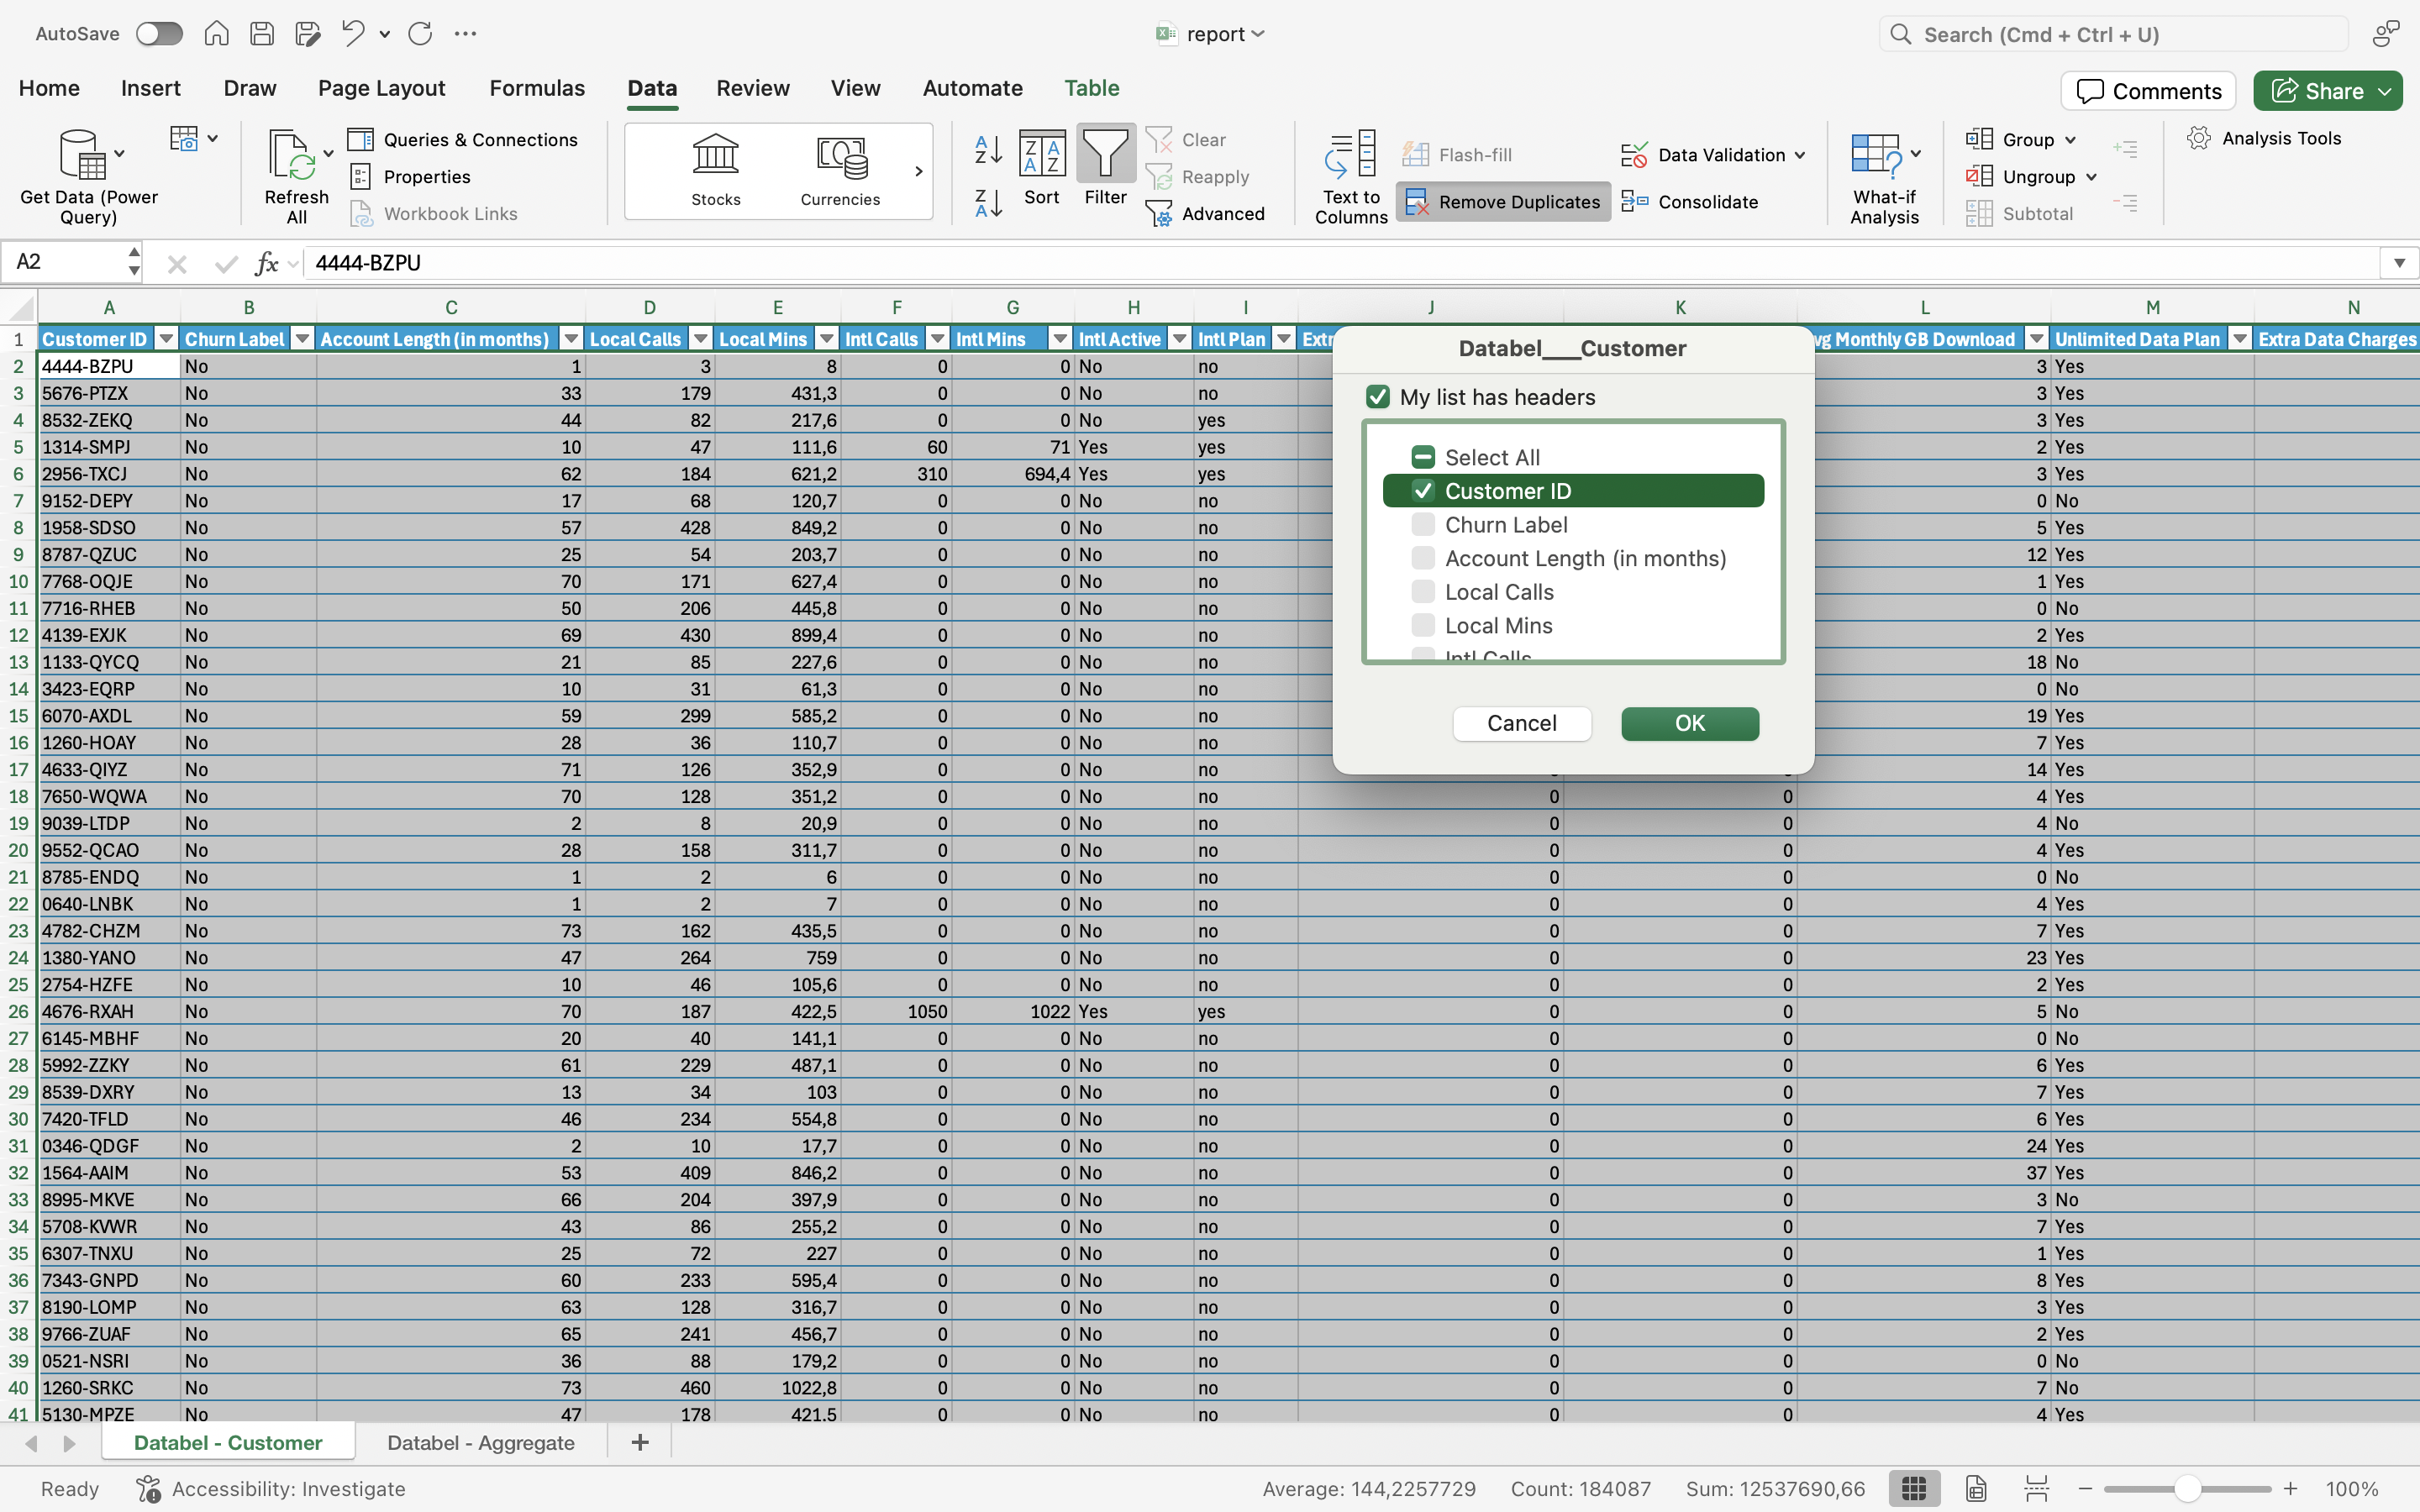 AutoSave
report
Search (Cmd + Ctrl + U)
Home Insert Draw Page Layout Formulas Data Review View Automate Table
Comments Share
Get Data (Power Query)
Refresh All
Queries & Connections
Properties
Workbook Links
Stocks Currencies
Sort Filter
Clear
Reapply
Advanced
Text to Columns
Flash-fill
Remove Duplicates
Data Validation
Consolidate
What-if Analysis
Group
Ungroup
Subtotal
Analysis Tools
A2 fx 4444-BZPU
A B C D E F G H I J K L M N
1 Customer ID Churn Label Account Length (in months) Local Calls Local Mins Intl Calls Intl Mins Intl Active Intl Plan Extr vg Monthly GB Download Unlimited Data Plan Extra Data Charges
2 4444-BZPU No 1 3 8 0 0 No no 3 Yes
3 5676-PTZX No 33 179 431,3 0 0 No no 3 Yes
4 8532-ZEKQ No 44 82 217,6 0 0 No yes 3 Yes
5 1314-SMPJ No 10 47 111,6 60 71 Yes yes 2 Yes
6 2956-TXCJ No 62 184 621,2 310 694,4 Yes yes 3 Yes
7 9152-DEPY No 17 68 120,7 0 0 No no 0 No
8 1958-SDSO No 57 428 849,2 0 0 No no 5 Yes
9 8787-QZUC No 25 54 203,7 0 0 No no 12 Yes
10 7768-OQJE No 70 171 627,4 0 0 No no 1 Yes
11 7716-RHEB No 50 206 445,8 0 0 No no 0 No
12 4139-EXJK No 69 430 899,4 0 0 No no 2 Yes
13 1133-QYCQ No 21 85 227,6 0 0 No no 18 No
14 3423-EQRP No 10 31 61,3 0 0 No no 0 No
15 6070-AXDL No 59 299 585,2 0 0 No no 19 Yes
16 1260-HOAY No 28 36 110,7 0 0 No no 7 Yes
17 4633-QIYZ No 71 126 352,9 0 0 No no 14 Yes
18 7650-WQWA No 70 128 351,2 0 0 No no 0 0 4 Yes
19 9039-LTDP No 2 8 20,9 0 0 No no 0 0 4 No
20 9552-QCAO No 28 158 311,7 0 0 No no 0 0 4 Yes
21 8785-ENDQ No 1 2 6 0 0 No no 0 0 0 No
22 0640-LNBK No 1 2 7 0 0 No no 0 0 4 Yes
23 4782-CHZM No 73 162 435,5 0 0 No no 0 0 7 Yes
24 1380-YANO No 47 264 759 0 0 No no 0 0 23 Yes
25 2754-HZFE No 10 46 105,6 0 0 No no 0 0 2 Yes
26 4676-RXAH No 70 187 422,5 1050 1022 Yes yes 0 0 5 No
27 6145-MBHF No 20 40 141,1 0 0 No no 0 0 0 No
28 5992-ZZKY No 61 229 487,1 0 0 No no 0 0 6 Yes
29 8539-DXRY No 13 34 103 0 0 No no 0 0 7 Yes
30 7420-TFLD No 46 234 554,8 0 0 No no 0 0 6 Yes
31 0346-QDGF No 2 10 17,7 0 0 No no 0 0 24 Yes
32 1564-AAIM No 53 409 846,2 0 0 No no 0 0 37 Yes
33 8995-MKVE No 66 204 397,9 0 0 No no 0 0 3 No
34 5708-KVWR No 43 86 255,2 0 0 No no 0 0 7 Yes
35 6307-TNXU No 25 72 227 0 0 No no 0 0 1 Yes
36 7343-GNPD No 60 233 595,4 0 0 No no 0 0 8 Yes
37 8190-LOMP No 63 128 316,7 0 0 No no 0 0 3 Yes
38 9766-ZUAF No 65 241 456,7 0 0 No no 0 0 2 Yes
39 0521-NSRI No 36 88 179,2 0 0 No no 0 0 0 No
40 1260-SRKC No 73 460 1022,8 0 0 No no 0 0 7 No
41 5130-MPZE No 47 178 421,5 0 0 No no 0 0 4 Yes
Databel___Customer
My list has headers
Select All
Customer ID
Churn Label
Account Length (in months)
Local Calls
Local Mins
Intl Calls
Cancel OK
Databel - Customer Databel - Aggregate +
Ready Accessibility: Investigate Average: 144,2257729 Count: 184087 Sum: 12537690,66 100%